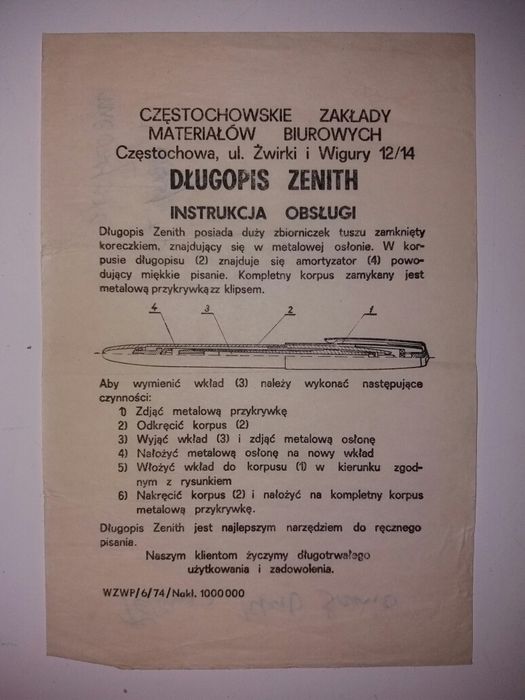 CZĘSTOCHOWSKIE ZAKŁADY
MATERIAŁÓW BIUROWYCH
Częstochowa, ul. Żwirki i Wigury 12/14
DŁUGOPIS ZENITH
INSTRUKCJA OBSŁUGI
Długopis Zenith posiada duży zbiorniczek tuszu zamknięty
koreczkiem, znajdujący się w metalowej osłonie. W kor-
pusie długopisu (2) znajduje się amortyzator (4) powo-
dujący miękkie pisanie. Kompletny korpus zamykany jest
metalową przykrywką zz klipsem.
4 3 2 1
Aby wymienić wkład (3) należy wykonać następujące
czynności:
1) Zdjąć metalową przykrywkę
2) Odkręcić korpus (2)
3) Wyjąć wkład (3) i zdjąć metalową osłonę
4) Nałożyć metalową osłonę na nowy wkład
5) Włożyć wkład do korpusu (1) w kierunku zgod-
nym z rysunkiem
6) Nakręcić korpus (2) i nałożyć na kompletny korpus
metalową przykrywkę.
Długopis Zenith jest najlepszym narzędziem do ręcznego
pisania.
Naszym klientom życzymy długotrwałego
użytkowania i zadowolenia.
WZWP/6/74/Nakł. 1000000